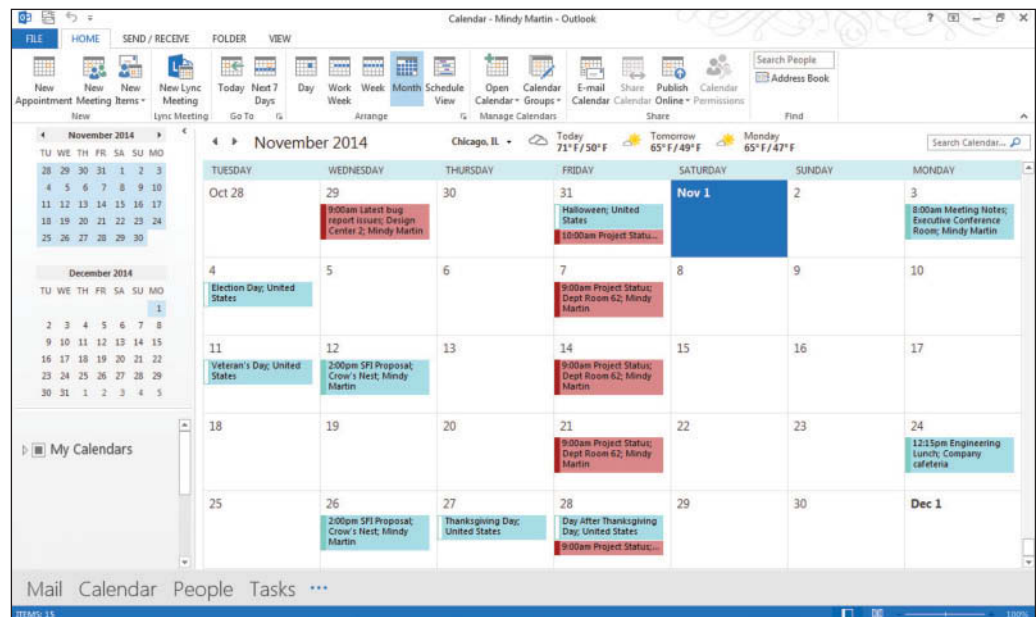 Calendar - Mindy Martin - Outlook
FILE HOME SEND / RECEIVE FOLDER VIEW
New Appointment
New Meeting
New Items
New Lync Meeting
Today
Next 7 Days
Day
Work Week
Week
Month
Schedule View
Open Calendar
Calendar Groups
E-mail Calendar
Share Calendar
Publish Online
Calendar Permissions
Search People
Address Book
New
Lync Meeting
Go To
Arrange
Manage Calendars
Share
Find
November 2014
TU WE TH FR SA SU MO
28 29 30 31 1 2 3
4 5 6 7 8 9 10
11 12 13 14 15 16 17
18 19 20 21 22 23 24
25 26 27 28 29 30
December 2014
TU WE TH FR SA SU MO
1
2 3 4 5 6 7 8
9 10 11 12 13 14 15
16 17 18 19 20 21 22
23 24 25 26 27 28 29
30 31 1 2 3 4 5
My Calendars
November 2014
Chicago, IL
Today
71°F/50°F
Tomorrow
65°F/49°F
Monday
65°F/47°F
Search Calendar...
TUESDAY WEDNESDAY THURSDAY FRIDAY SATURDAY SUNDAY MONDAY
Oct 28
29
9:00am Latest bug
report issues; Design
Center 2; Mindy Martin
30
31
Halloween; United
States
10:00am Project Statu...
Nov 1
2
3
8:00am Meeting Notes;
Executive Conference
Room; Mindy Martin
4
Election Day; United
States
5
6
7
9:00am Project Status;
Dept Room 62; Mindy
Martin
8
9
10
11
Veteran's Day; United
States
12
2:00pm SFI Proposal;
Crow's Nest; Mindy
Martin
13
14
9:00am Project Status;
Dept Room 62; Mindy
Martin
15
16
17
18
19
20
21
9:00am Project Status;
Dept Room 62; Mindy
Martin
22
23
24
12:15pm Engineering
Lunch; Company
cafeteria
25
26
2:00pm SFI Proposal;
Crow's Nest; Mindy
Martin
27
Thanksgiving Day;
United States
28
Day After Thanksgiving
Day; United States
9:00am Project Status;...
29
30
Dec 1
Mail Calendar People Tasks
ITEMS: 15
100%